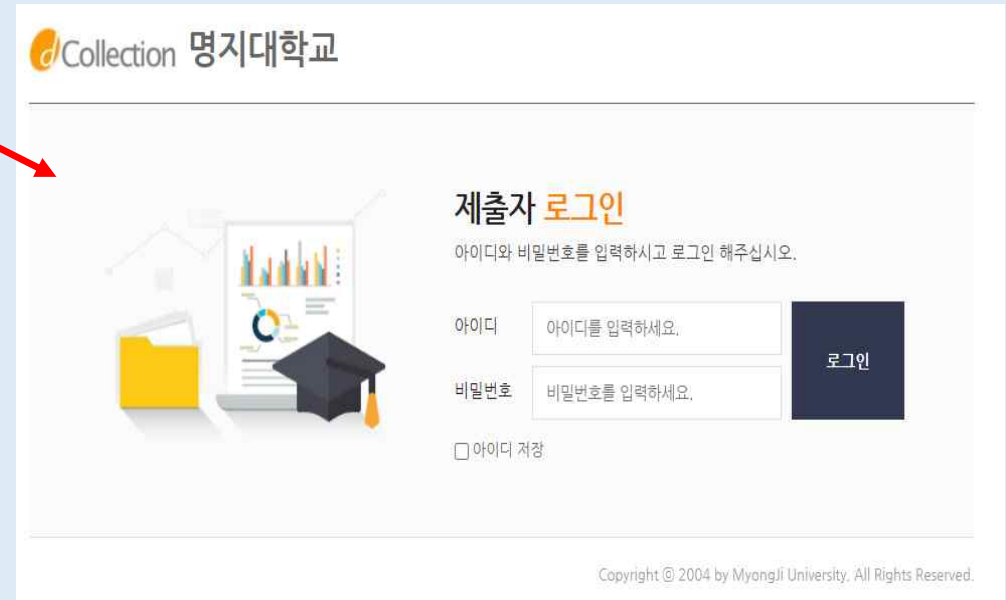 dCollection 명지대학교
제출자 로그인
아이디와 비밀번호를 입력하시고 로그인 해주십시오.
아이디
아이디를 입력하세요.
비밀번호
비밀번호를 입력하세요.
로그인
아이디 저장
Copyright ⓒ 2004 by MyongJi University. All Rights Reserved.